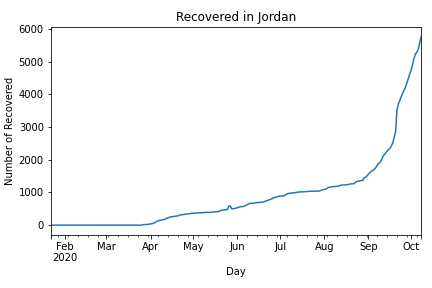 Recovered in Jordan
Number of Recovered
6000
5000
4000
3000
2000
1000
0
Feb Mar Apr May Jun Jul Aug Sep Oct
2020
Day